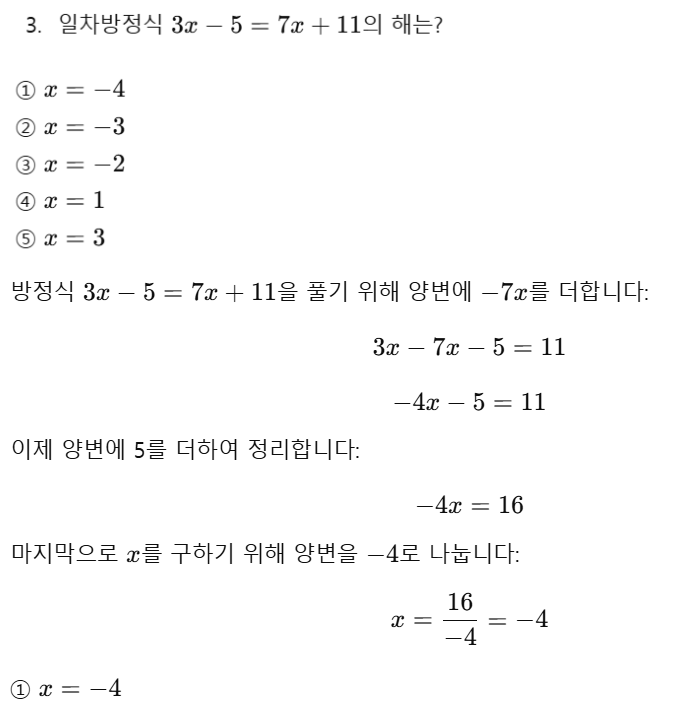 3. 일차방정식 3x − 5 = 7x + 11의 해는?
① x = −4
② x = −3
③ x = −2
④ x = 1
⑤ x = 3
방정식 3x − 5 = 7x + 11을 풀기 위해 양변에 −7x를 더합니다:
3x − 7x − 5 = 11
−4x − 5 = 11
이제 양변에 5를 더하여 정리합니다:
−4x = 16
마지막으로 x를 구하기 위해 양변을 −4로 나눕니다:
x = \frac{16}{−4} = −4
① x = −4